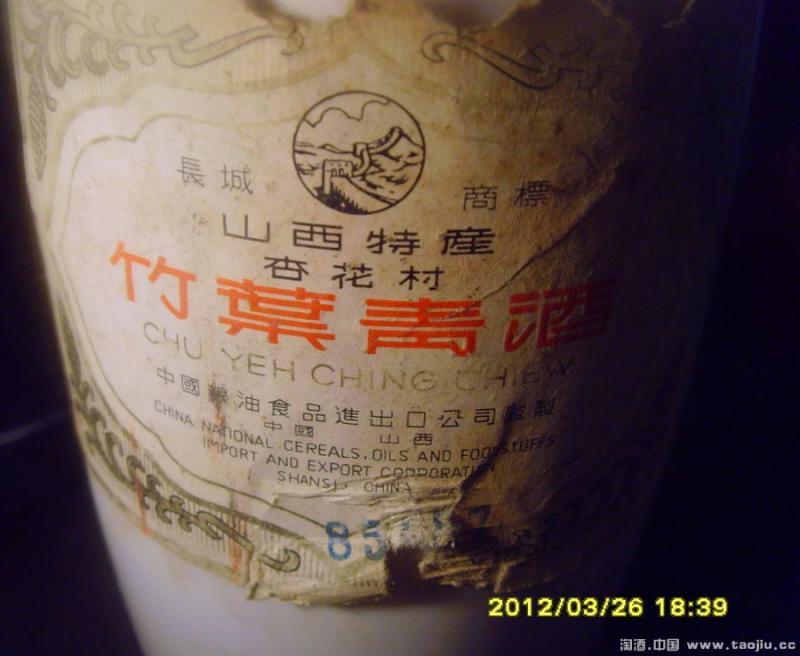 長城 商標
山西特産
杏花村
竹葉青酒
CHU YEH CHING CHIEW
中國糧油食品進出口公司監製
中國 山西
CHINA NATIONAL CEREALS, OILS AND FOODSTUFFS
IMPORT AND EXPORT CORPORATION
SHANSI, CHINA
85
2012/03/26 18:39
淘酒.中国 www.taojiu.cc